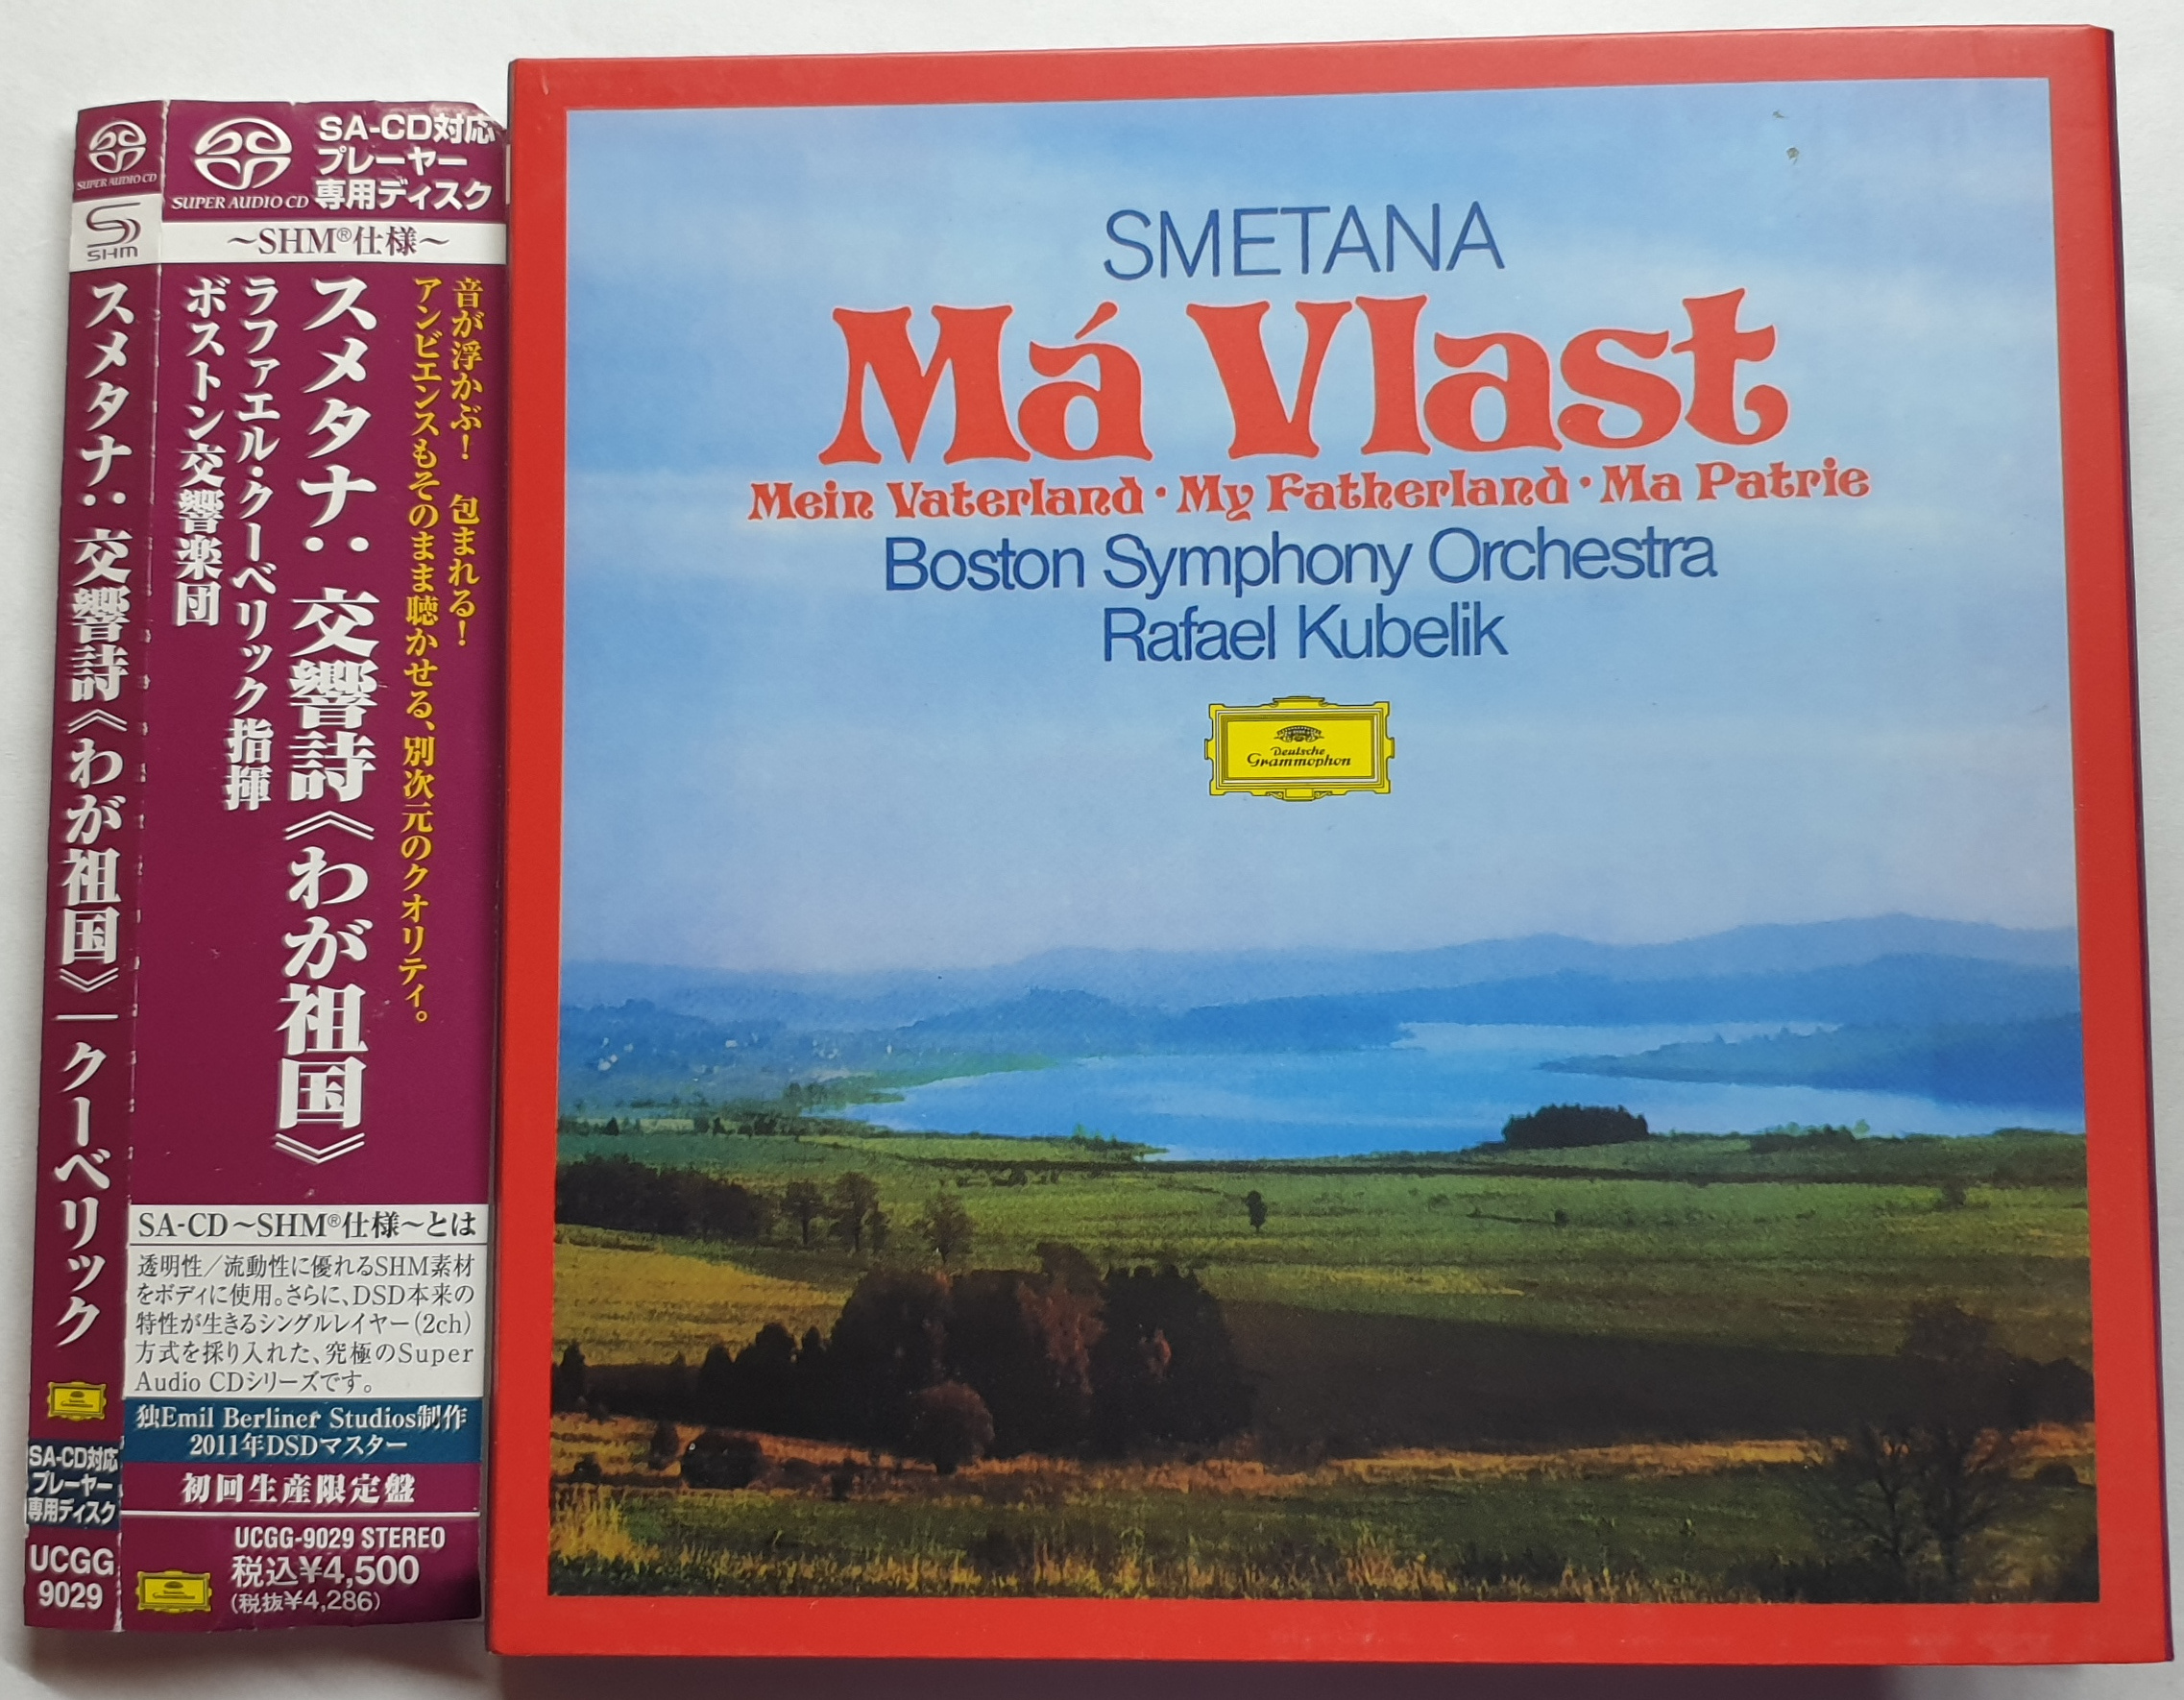 SUPER AUDIO CD
SHM
スメタナ：交響詩《わが祖国》｜クーベリック
SA-CD対応
プレーヤー
専用ディスク
UCGG
9029
SUPER AUDIO CD
SA-CD対応
プレーヤー
専用ディスク
～SHM®仕様～
音が浮かぶ！ 包まれる！
アンビエンスもそのまま聴かせる、別次元のクオリティ。
スメタナ：交響詩《わが祖国》
ラファエル・クーベリック指揮
ボストン交響楽団
SA-CD～SHM®仕様～とは
透明性／流動性に優れるSHM素材
をボディに使用。さらに、DSD本来の
特性が生きるシングルレイヤー（2ch）
方式を採り入れた、究極のSuper
Audio CDシリーズです。
独Emil Berliner Studios制作
2011年DSDマスター
初回生産限定盤
UCGG-9029 STEREO
税込¥4,500
(税抜¥4,286)
SMETANA
Má Vlast
Mein Vaterland · My Fatherland · Ma Patrie
Boston Symphony Orchestra
Rafael Kubelik
Deutsche
Grammophon